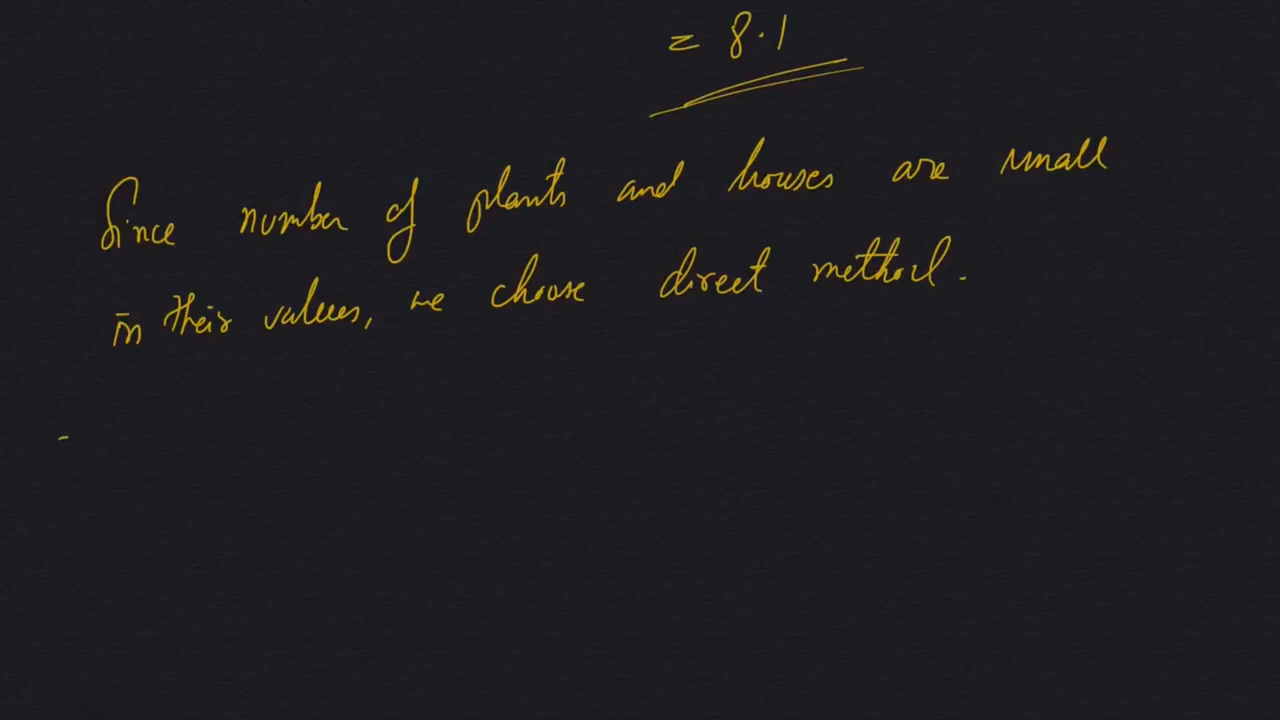 = 8.1
Since number of plants and houses are small
in their values, we choose direct method.